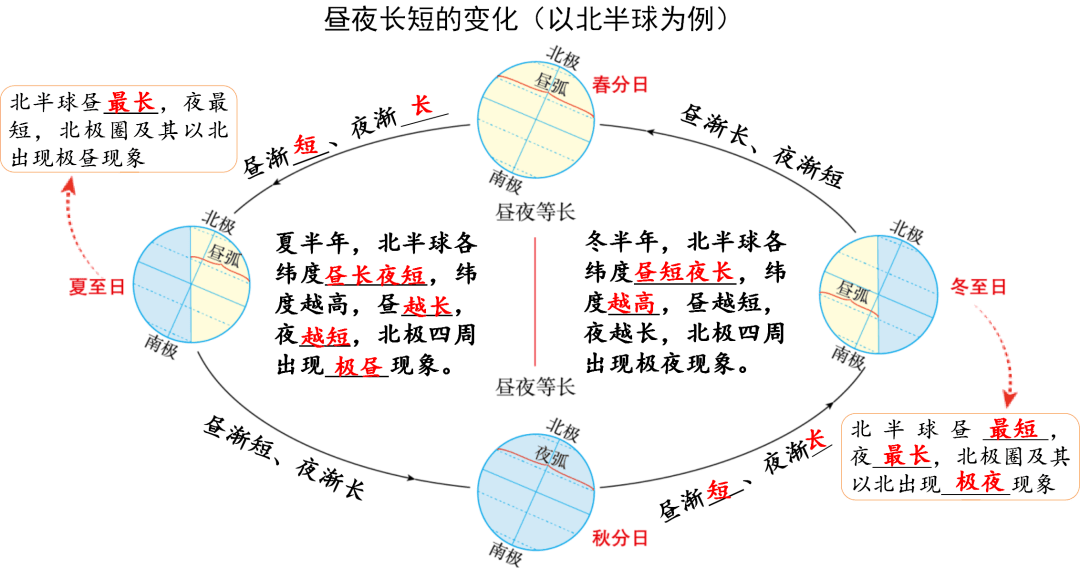 昼夜长短的变化（以北半球为例）
北极
昼弧
春分日
南极
昼夜等长
北半球昼最长，夜最
短，北极圈及其以北
出现极昼现象
昼渐短、夜渐长
昼渐长、夜渐短
北极
昼弧
夏至日
南极
夏半年，北半球各
纬度昼长夜短，纬
度越高，昼越长，
夜越短，北极四周
出现极昼现象。
冬半年，北半球各
纬度昼短夜长，纬
度越高，昼越短，
夜越长，北极四周
出现极夜现象。
北极
昼弧
冬至日
南极
昼夜等长
昼渐短、夜渐长
北极
夜弧
秋分日
南极
昼渐短、夜渐长
北半球昼最短，
夜最长，北极圈及其
以北出现极夜现象